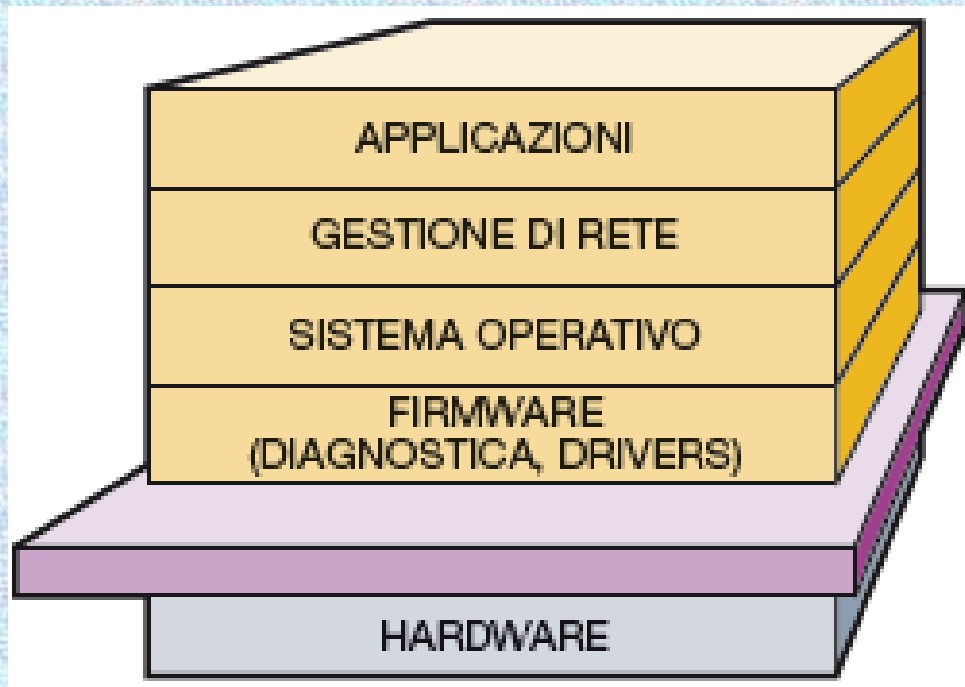 APPLICAZIONI
GESTIONE DI RETE
SISTEMA OPERATIVO
FIRMWARE
(DIAGNOSTICA, DRIVERS)
HARDWARE